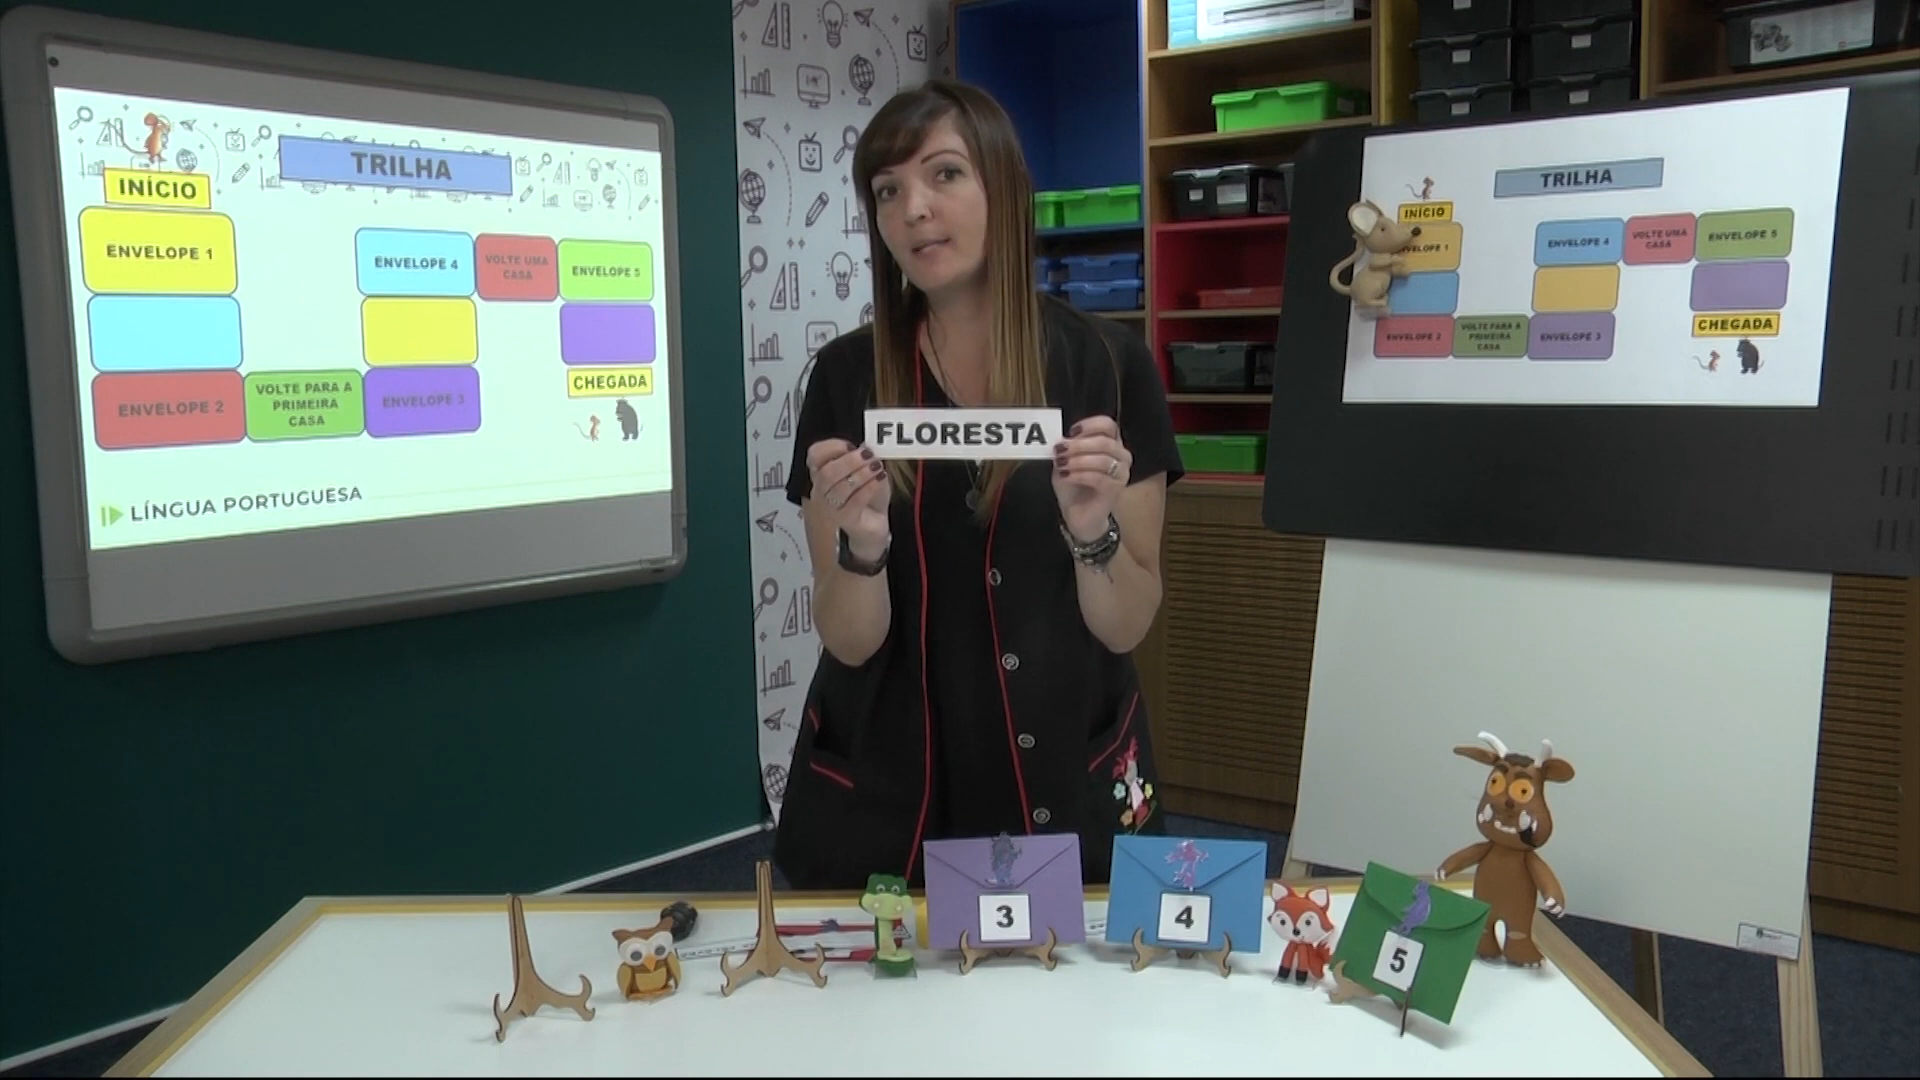 TRILHA
INÍCIO
ENVELOPE 1
ENVELOPE 4
VOLTE UMA
CASA
ENVELOPE 5
ENVELOPE 2
VOLTE PARA A
PRIMEIRA
CASA
ENVELOPE 3
CHEGADA
LÍNGUA PORTUGUESA
FLORESTA
TRILHA
INÍCIO
ENVELOPE 1
ENVELOPE 4
VOLTE UMA
CASA
ENVELOPE 5
ENVELOPE 2
VOLTE PARA A
PRIMEIRA
CASA
ENVELOPE 3
CHEGADA
3
4
5